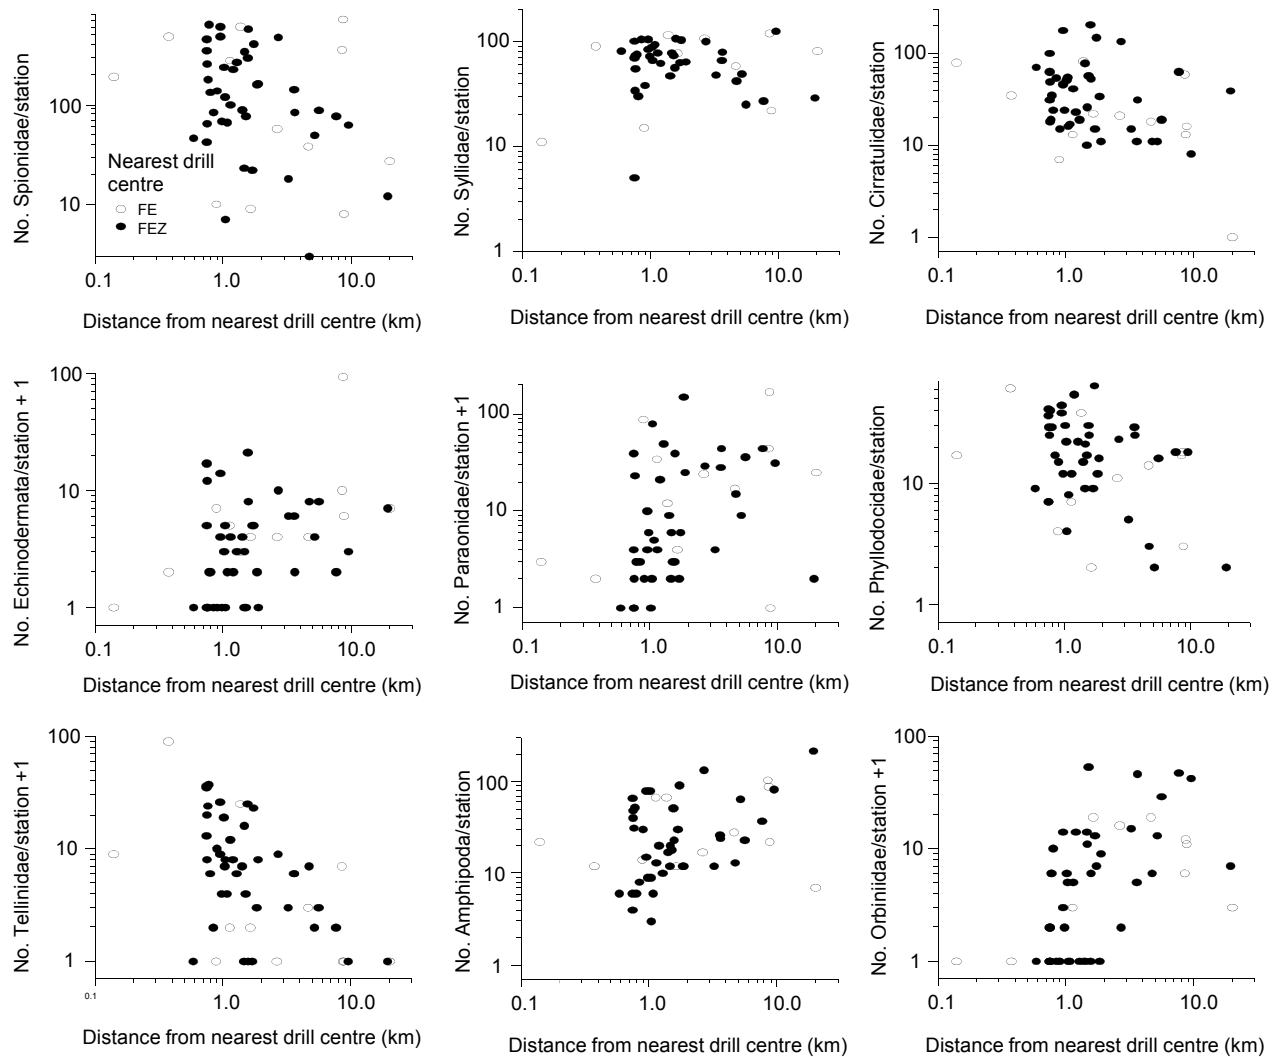 No. Spionidae/station
100
10
Nearest drill
centre
FE
FEZ
0.1 1.0 10.0
Distance from nearest drill centre (km)
No. Syllidae/station
100
10
1
0.1 1.0 10.0
Distance from nearest drill centre (km)
No. Cirratulidae/station
100
10
1
0.1 1.0 10.0
Distance from nearest drill centre (km)
No. Echinodermata/station + 1
100
10
1
0.1 1.0 10.0
Distance from nearest drill centre (km)
No. Paraonidae/station +1
100
10
1
0.1 1.0 10.0
Distance from nearest drill centre (km)
No. Phyllodocidae/station
100
10
1
0.1 1.0 10.0
Distance from nearest drill centre (km)
No. Tellinidae/station +1
100
10
1
0.1 1.0 10.0
Distance from nearest drill centre (km)
No. Amphipoda/station
100
10
1
0.1 1.0 10.0
Distance from nearest drill centre (km)
No. Orbiniidae/station +1
100
10
1
0.1 1.0 10.0
Distance from nearest drill centre (km)